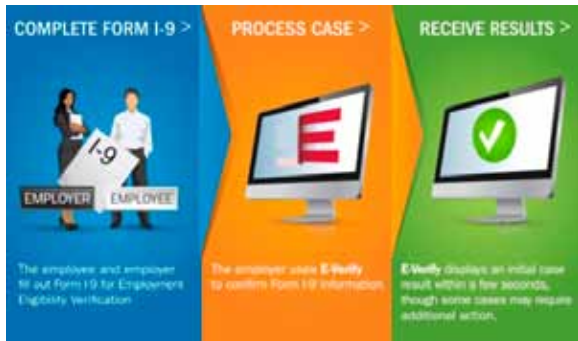 COMPLETE FORM I-9 >
PROCESS CASE >
RECEIVE RESULTS >
I-9
EMPLOYER
EMPLOYEE
E
The employee and employer
fill out Form I-9 for Employment
Eligibility Verification
The employer uses E-Verify
to confirm Form I-9 information.
E-Verify displays an initial case
result within a few seconds,
though some cases may require
additional action.